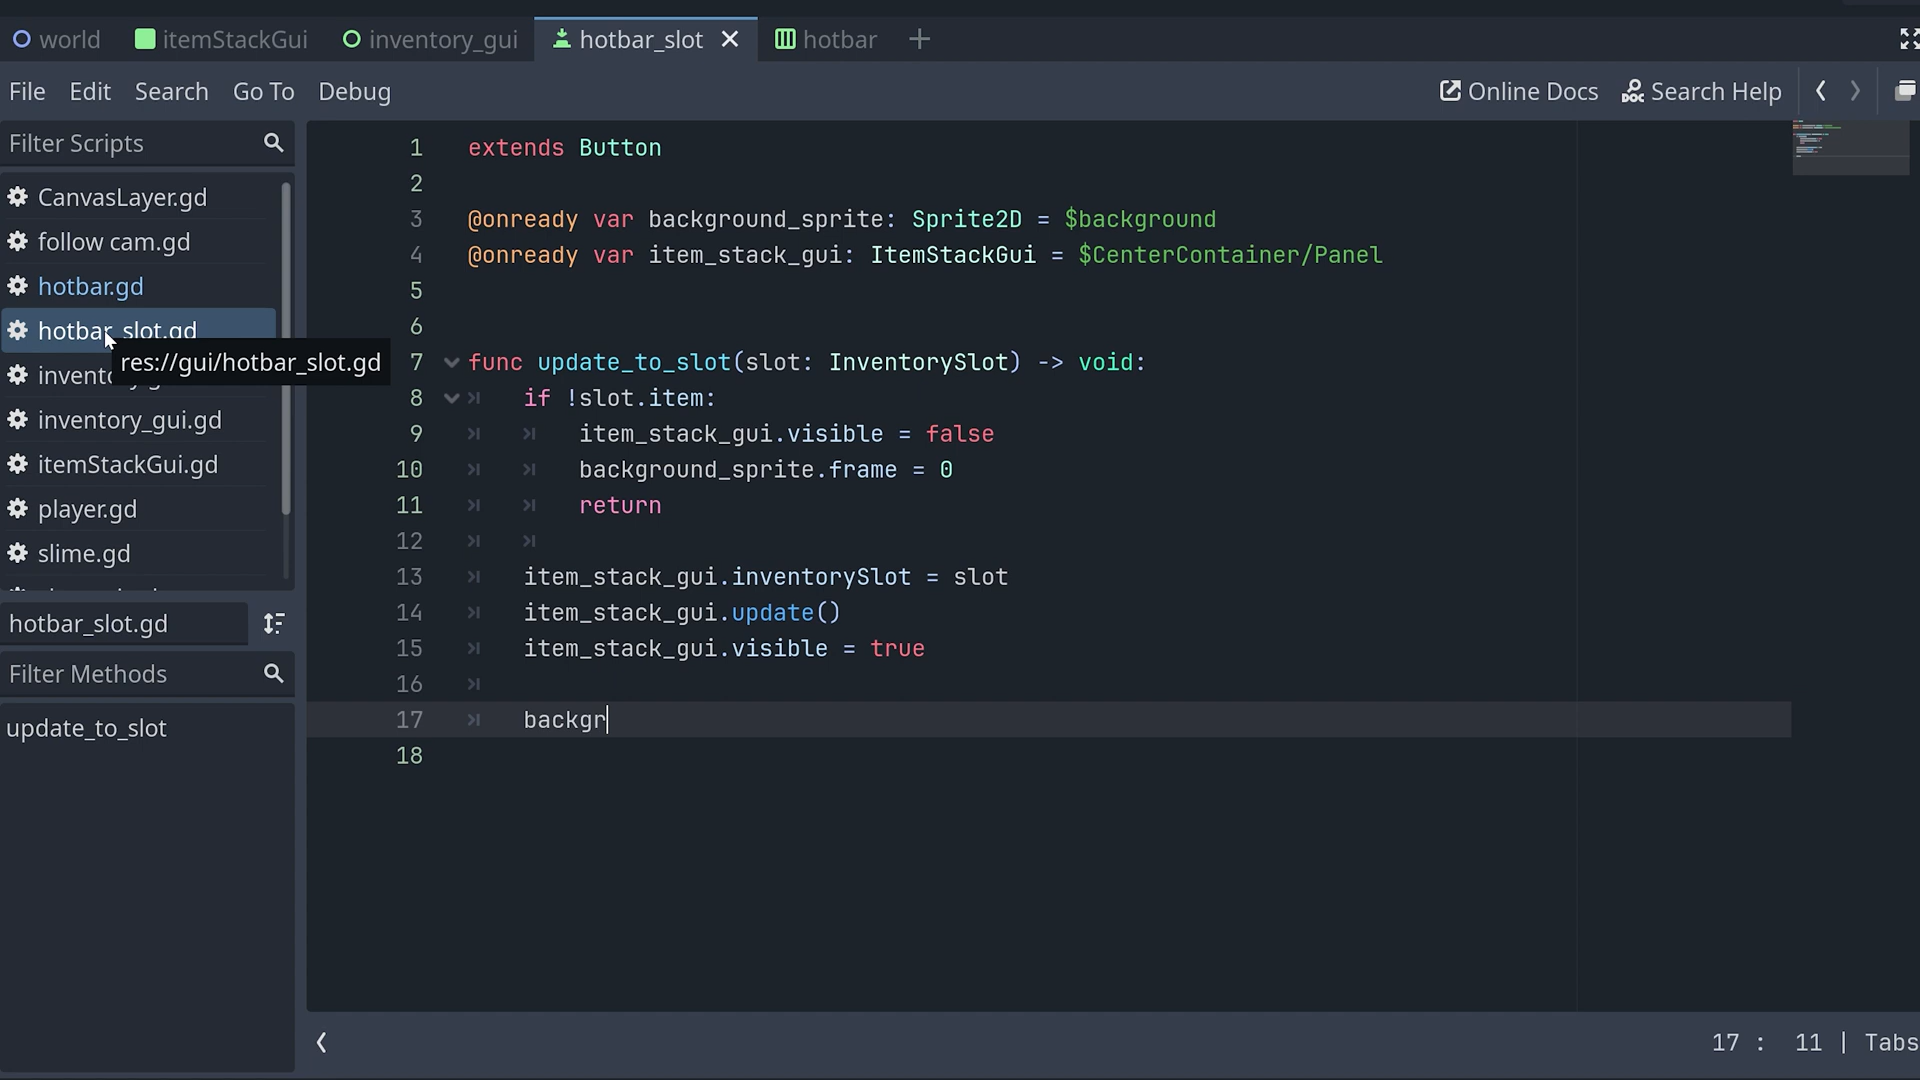 world itemStackGui inventory_gui hotbar_slot hotbar
File Edit Search Go To Debug Online Docs Search Help
Filter Scripts
CanvasLayer.gd
follow cam.gd
hotbar.gd
hotbar_slot.gd
res://gui/hotbar_slot.gd
inventory_gui.gd
itemStackGui.gd
player.gd
slime.gd
hotbar_slot.gd
Filter Methods
update_to_slot
1 extends Button
2
3 @onready var background_sprite: Sprite2D = $background
4 @onready var item_stack_gui: ItemStackGui = $CenterContainer/Panel
5
6
7 func update_to_slot(slot: InventorySlot) -> void:
8 if !slot.item:
9 item_stack_gui.visible = false
10 background_sprite.frame = 0
11 return
12
13 item_stack_gui.inventorySlot = slot
14 item_stack_gui.update()
15 item_stack_gui.visible = true
16
17 backgr
18
17 : 11 | Tabs